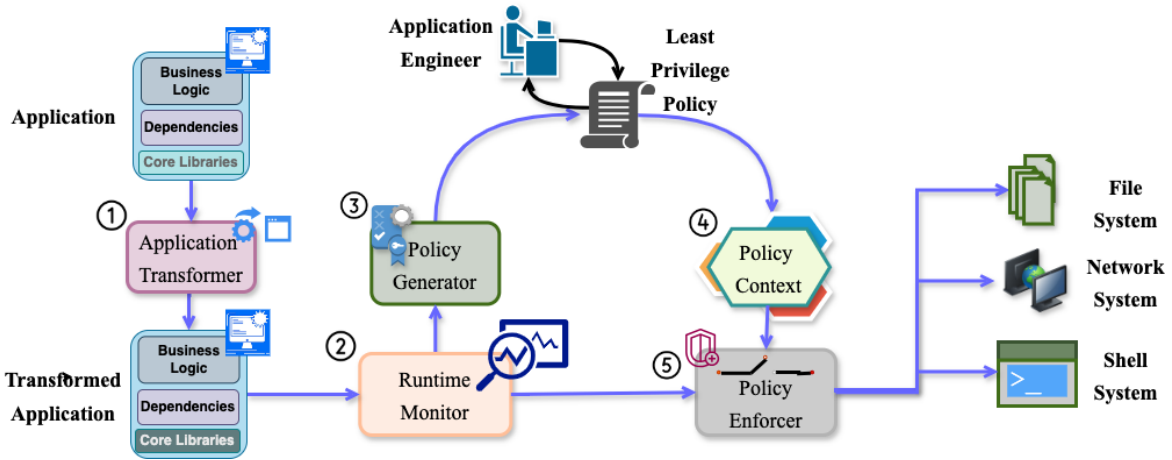 Application
Business
Logic
Dependencies
Core Libraries
①
Application
Transformer
Transformed
Application
Business
Logic
Dependencies
Core Libraries
②
Runtime
Monitor
③
Policy
Generator
Application
Engineer
Least
Privilege
Policy
④
Policy
Context
⑤
Policy
Enforcer
File
System
Network
System
>_
Shell
System